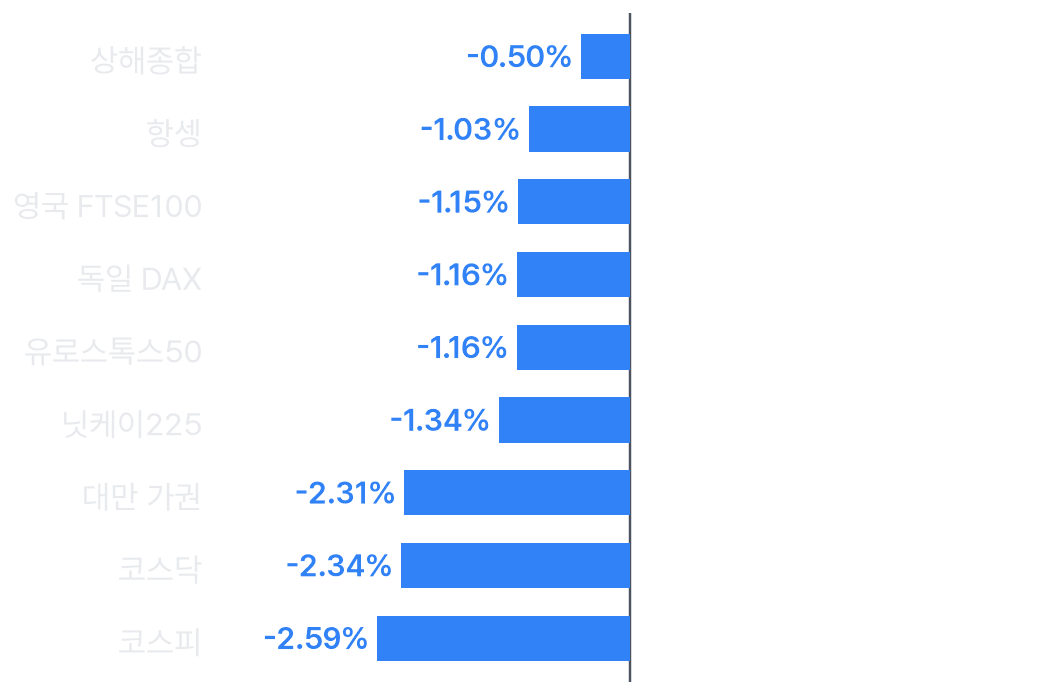 상해종합 -0.50%
항셍 -1.03%
영국 FTSE100 -1.15%
독일 DAX -1.16%
유로스톡스50 -1.16%
닛케이225 -1.34%
대만 가권 -2.31%
코스닥 -2.34%
코스피 -2.59%